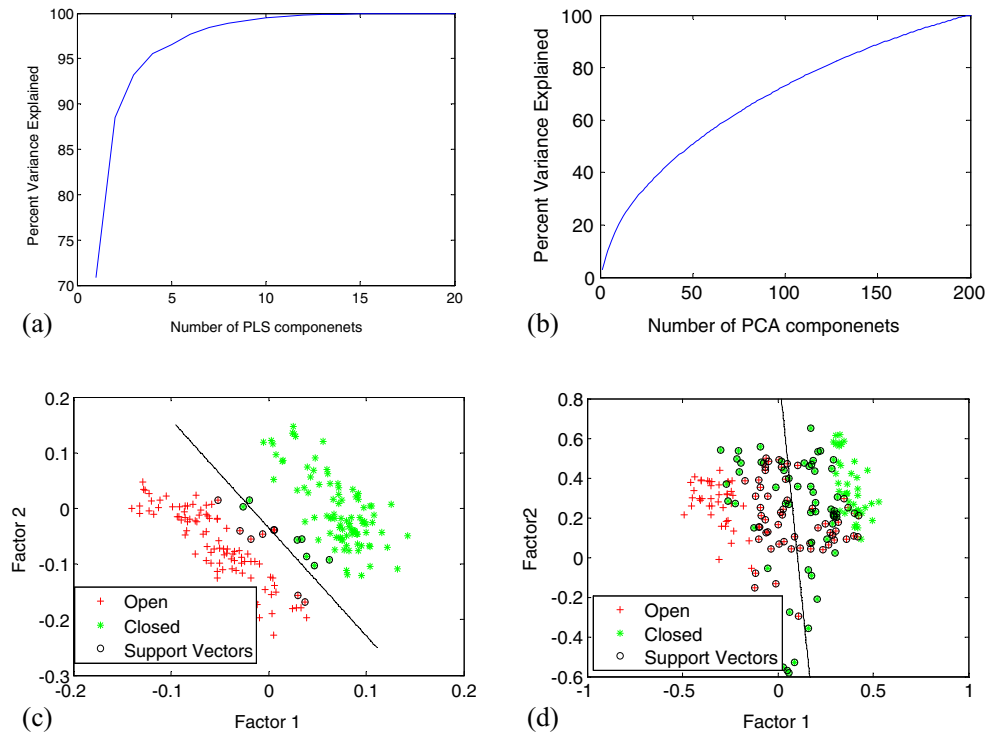 100
95
90
85
80
75
70
0
5
10
15
20
Percent Variance Explained
Number of PLS componenets
(a)
100
80
60
40
20
0
0
50
100
150
200
Percent Variance Explained
Number of PCA componenets
(b)
0.2
0.1
0
-0.1
-0.2
-0.3
-0.2
-0.1
0
0.1
0.2
Factor 2
Open
Closed
Support Vectors
Factor 1
(c)
0.8
0.6
0.4
0.2
0
-0.2
-0.4
-0.6
-1
-0.5
0
0.5
1
Factor2
Open
Closed
Support Vectors
Factor 1
(d)